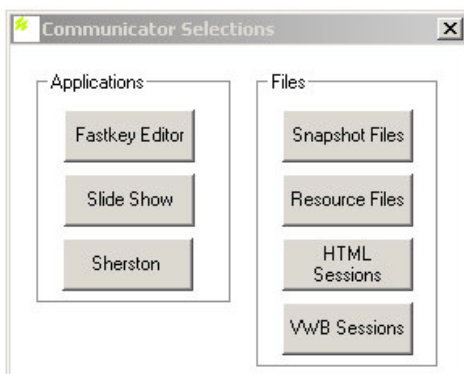 Communicator Selections
Applications
Fastkey Editor
Slide Show
Sherston
Files
Snapshot Files
Resource Files
HTML
Sessions
VWB Sessions